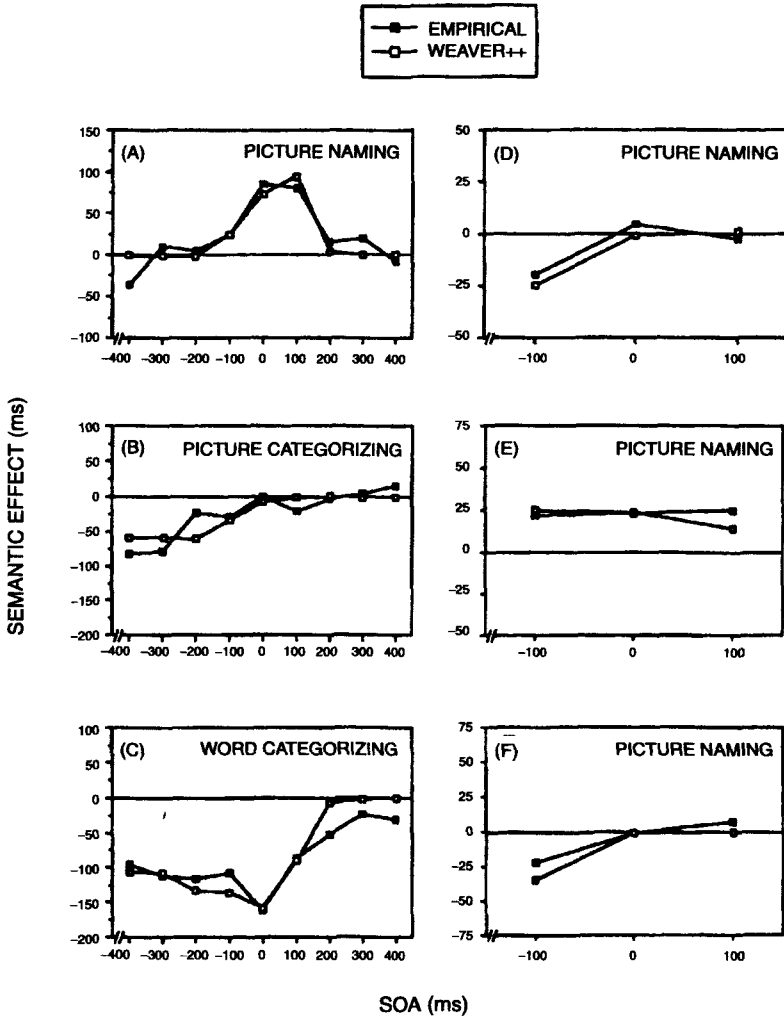 EMPIRICAL
WEAVER++
SEMANTIC EFFECT (ms)
(A) PICTURE NAMING
150
100
50
0
-50
-100
-400 -300 -200 -100 0 100 200 300 400
(D) PICTURE NAMING
50
25
0
-25
-50
-100 0 100
(B) PICTURE CATEGORIZING
100
50
0
-50
-100
-150
-200
-400 -300 -200 -100 0 100 200 300 400
(E) PICTURE NAMING
75
50
25
0
-25
-50
-100 0 100
(C) WORD CATEGORIZING
100
50
0
-50
-100
-150
-200
-400 -300 -200 -100 0 100 200 300 400
(F) PICTURE NAMING
75
50
25
0
-25
-50
-75
-100 0 100
SOA (ms)